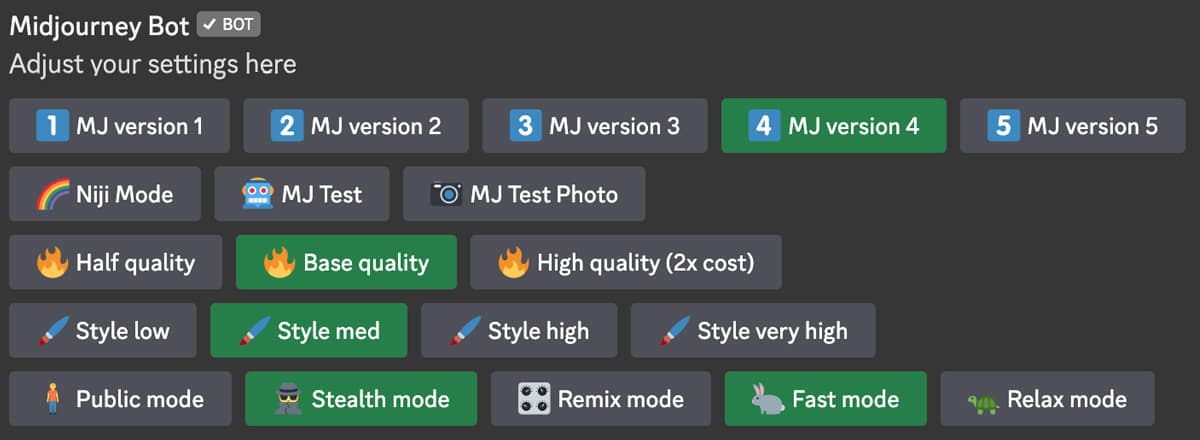 Midjourney Bot ✓ BOT
Adjust your settings here
1 MJ version 1 2 MJ version 2 3 MJ version 3 4 MJ version 4 5 MJ version 5
Niji Mode MJ Test MJ Test Photo
Half quality Base quality High quality (2x cost)
Style low Style med Style high Style very high
Public mode Stealth mode Remix mode Fast mode Relax mode